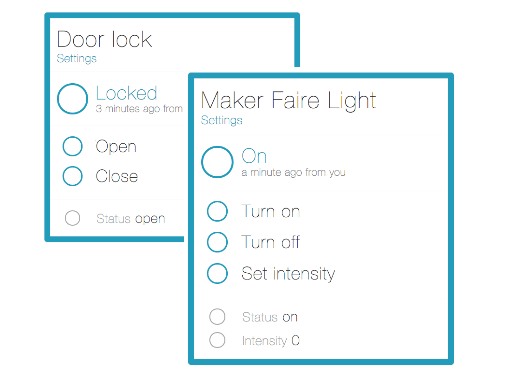 Door lock
Settings
Locked
3 minutes ago from
Open
Close
Status open
Maker Faire Light
Settings
On
a minute ago from you
Turn on
Turn off
Set intensity
Status on
Intensity 0